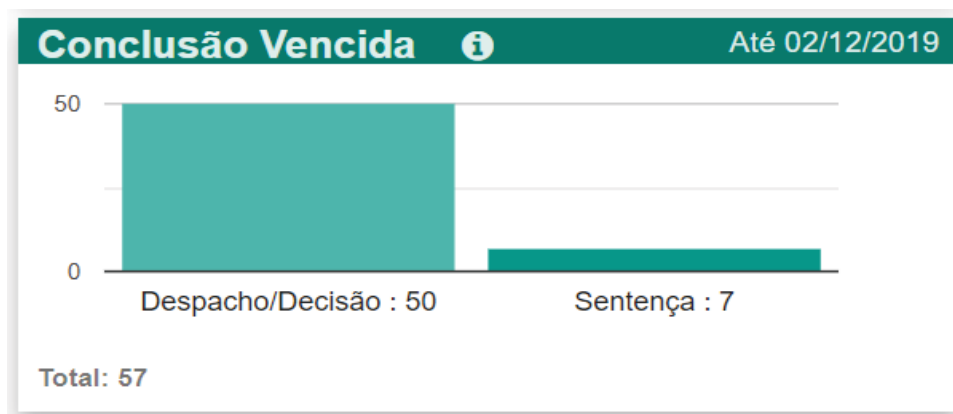 Conclusão Vencida Até 02/12/2019
50
0
Despacho/Decisão : 50 Sentença : 7
Total: 57